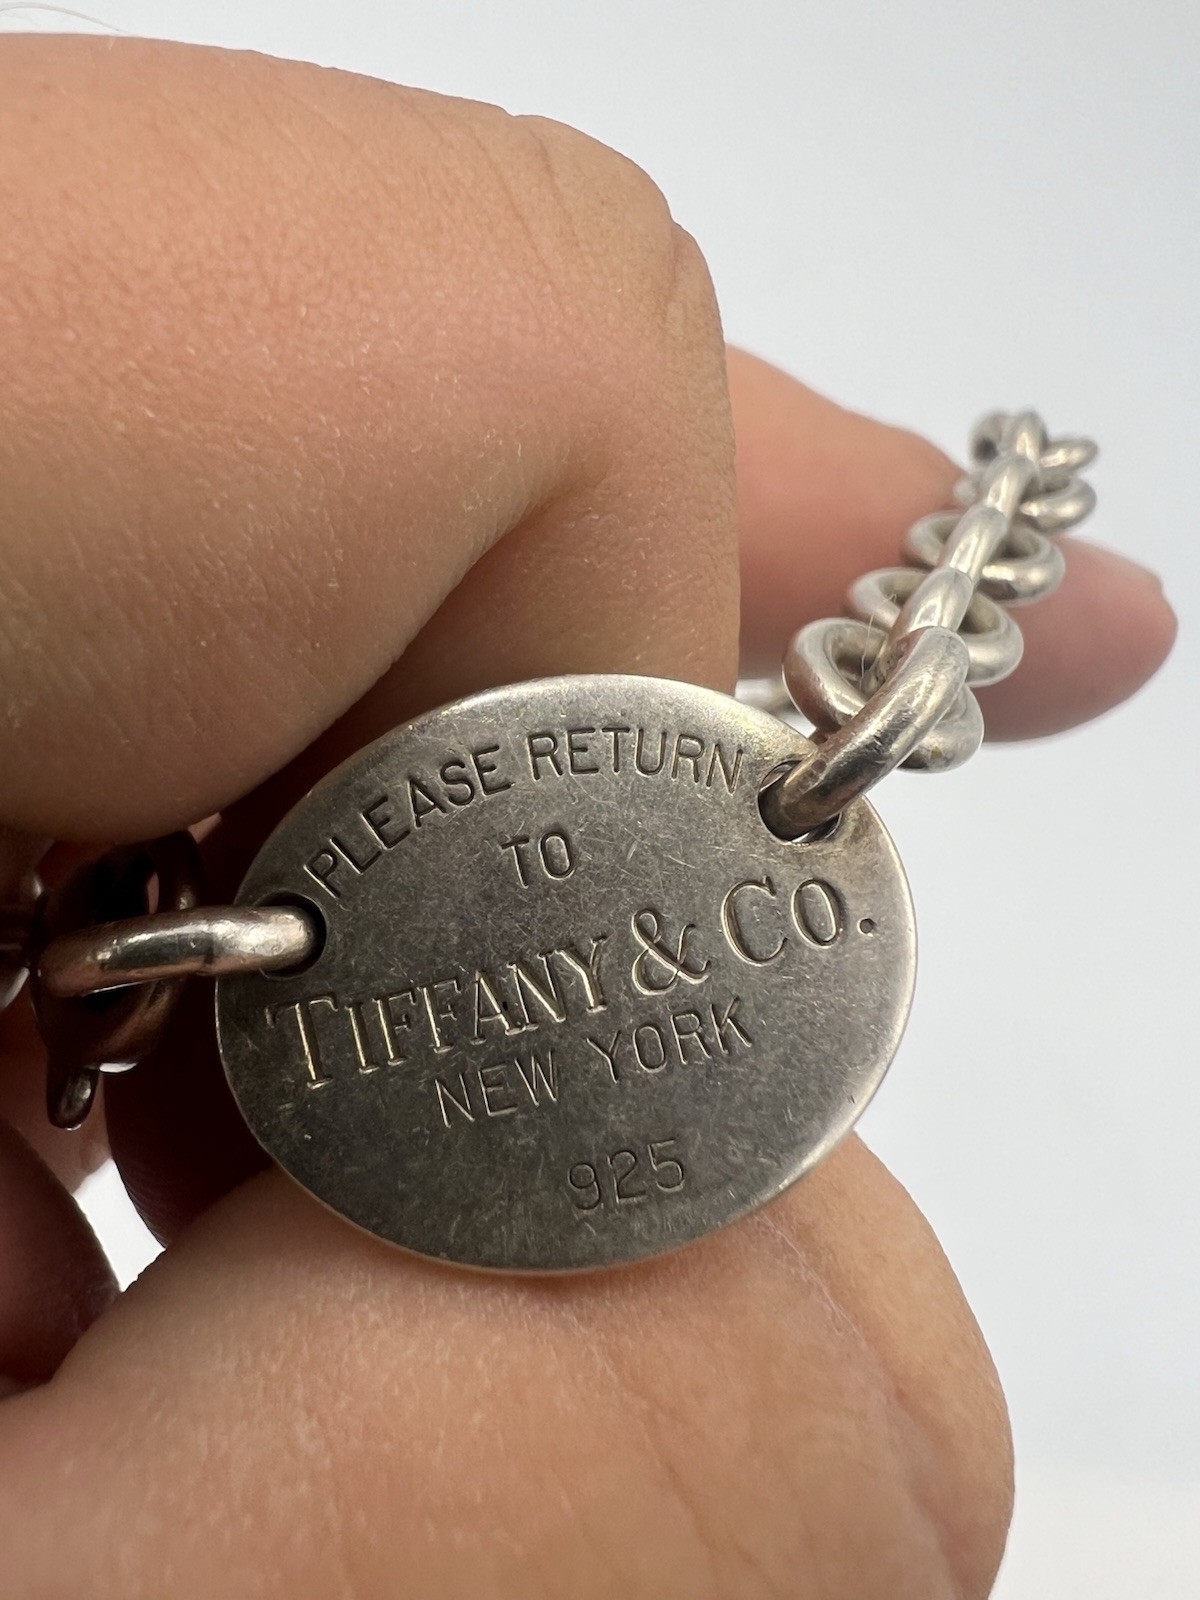 PLEASE RETURN
TO
TIFFANY & CO.
NEW YORK
925